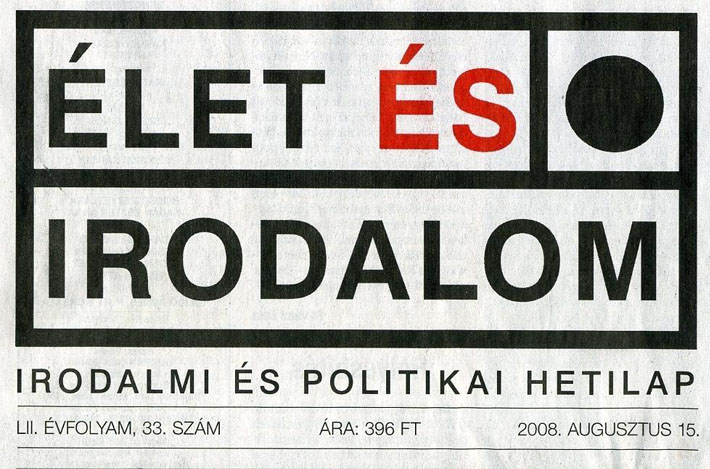 ÉLET ÉS
IRODALOM
IRODALMI ÉS POLITIKAI HETILAP
LII. ÉVFOLYAM, 33. SZÁM ÁRA: 396 FT 2008. AUGUSZTUS 15.